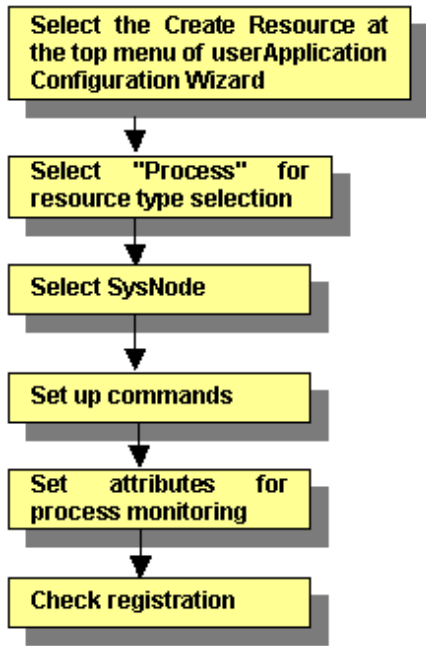 Select the Create Resource at
the top menu of userApplication
Configuration Wizard
Select "Process" for
resource type selection
Select SysNode
Set up commands
Set attributes for
process monitoring
Check registration